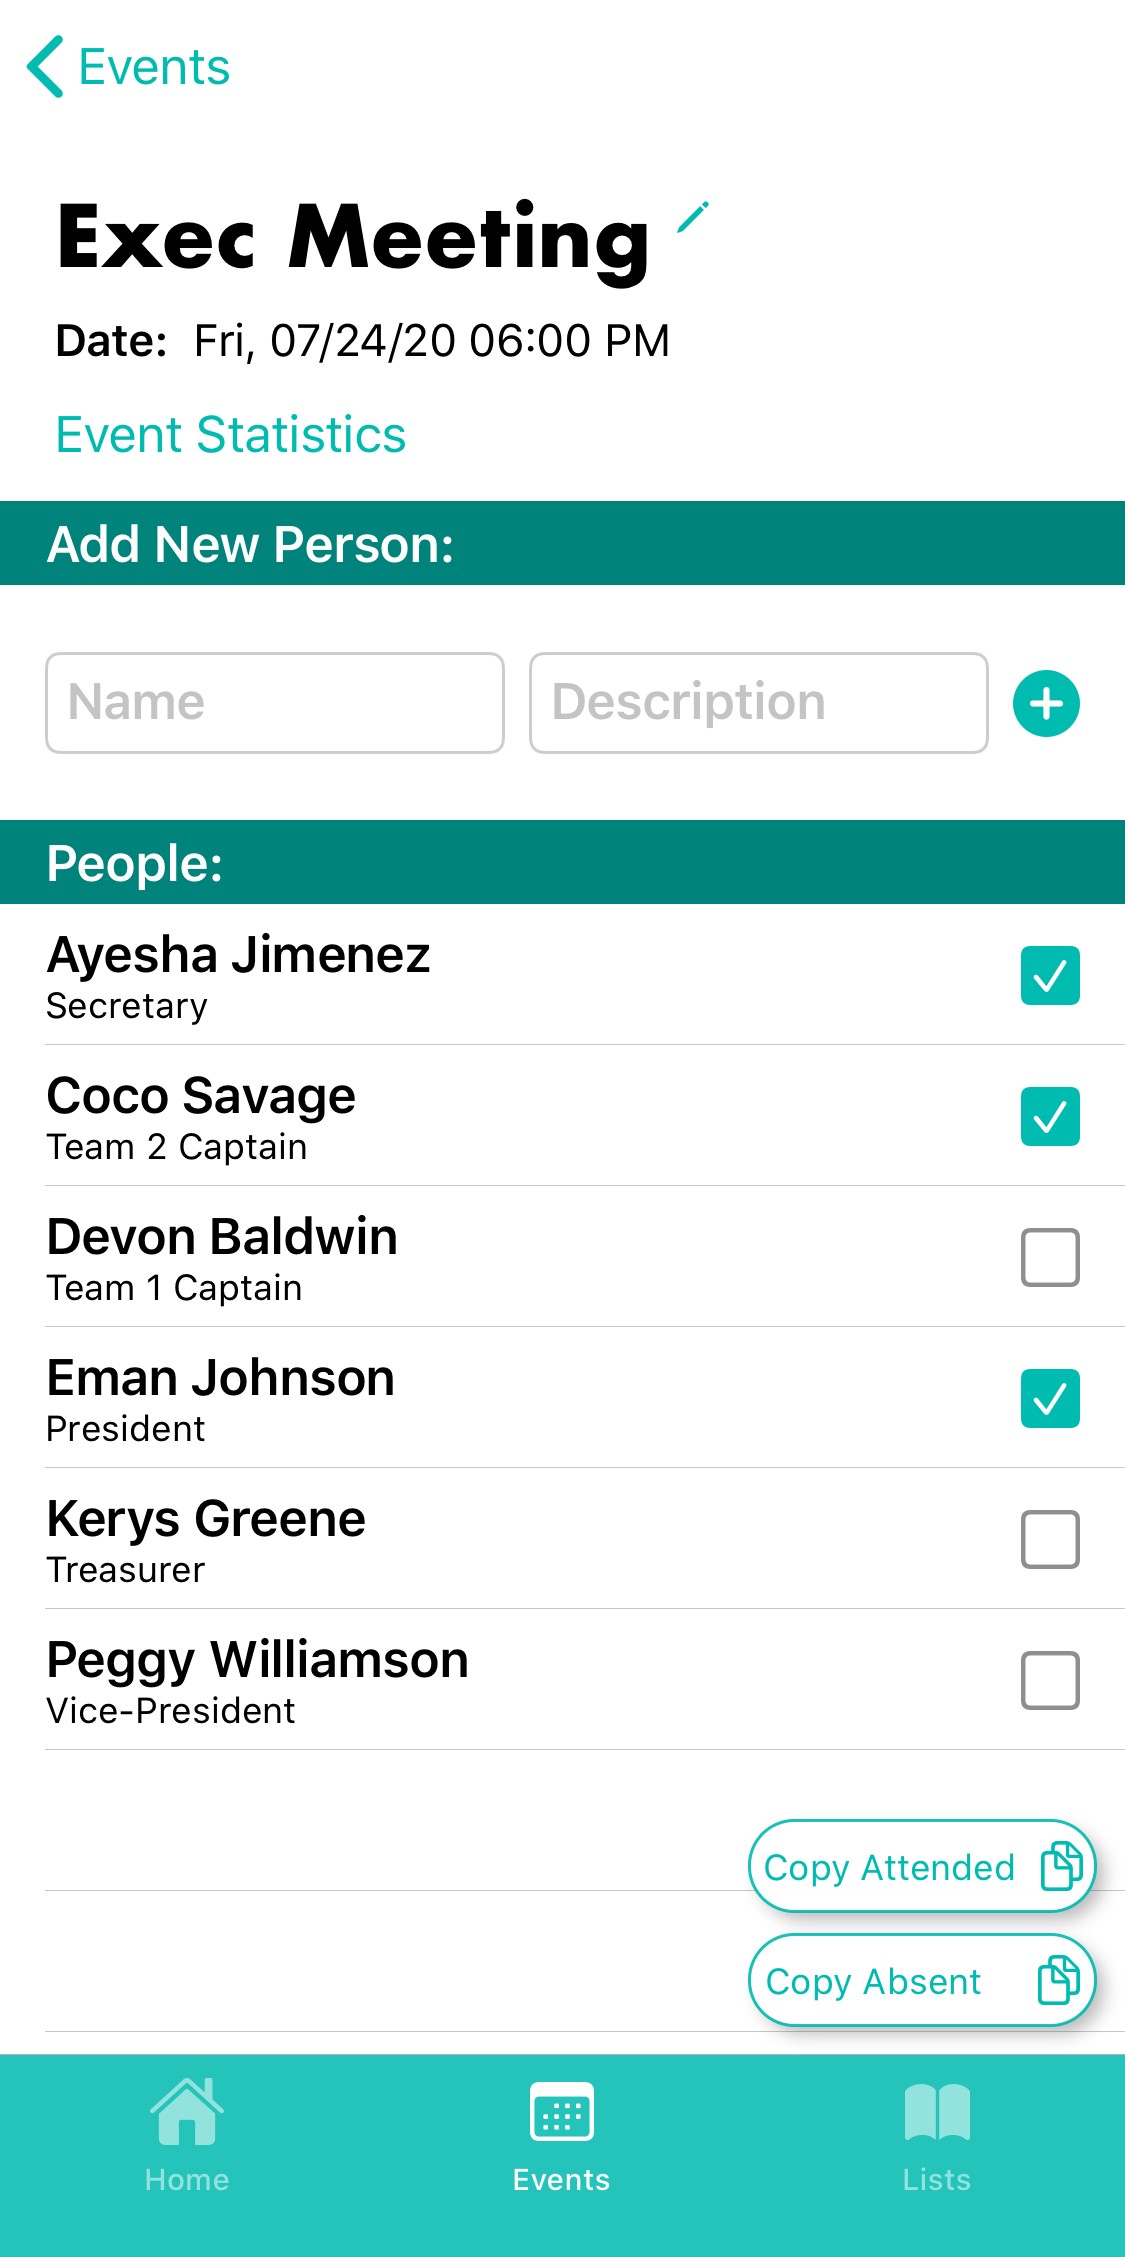 Events
Exec Meeting
Date: Fri, 07/24/20 06:00 PM
Event Statistics
Add New Person:
Name Description
People:
Ayesha Jimenez
Secretary
Coco Savage
Team 2 Captain
Devon Baldwin
Team 1 Captain
Eman Johnson
President
Kerys Greene
Treasurer
Peggy Williamson
Vice-President
Copy Attended
Copy Absent
Home Events Lists